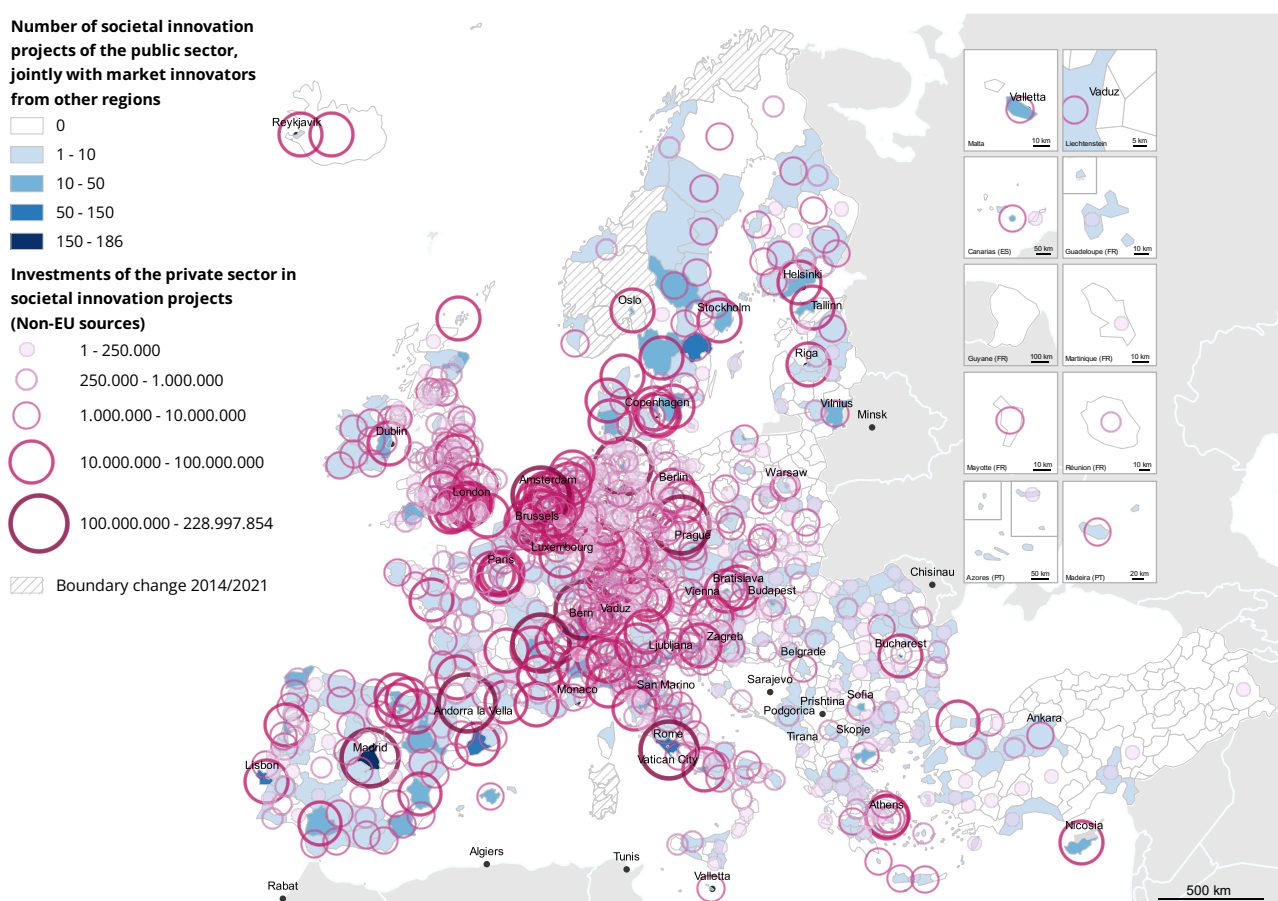 Number of societal innovation
projects of the public sector,
jointly with market innovators
from other regions
0
1 - 10
10 - 50
50 - 150
150 - 186
Investments of the private sector in
societal innovation projects
(Non-EU sources)
1 - 250.000
250.000 - 1.000.000
1.000.000 - 10.000.000
10.000.000 - 100.000.000
100.000.000 - 228.997.854
Boundary change 2014/2021
Reykjavik
Oslo
Stockholm
Helsinki
Tallinn
Riga
Vilnius
Minsk
Copenhagen
Dublin
London
Amsterdam
Berlin
Warsaw
Brussels
Prague
Luxembourg
Paris
Bratislava
Vienna
Budapest
Chisinau
Bern
Vaduz
Ljubljana
Zagreb
Belgrade
Bucharest
Monaco
San Marino
Sarajevo
Prishtina
Sofia
Podgorica
Skopje
Tirana
Andorra la Vella
Madrid
Lisbon
Rome
Vatican City
Ankara
Athens
Nicosia
Algiers
Tunis
Valletta
Rabat
500 km
Valletta
Malta
10 km
Vaduz
Liechtenstein
5 km
Canarias (ES)
50 km
Guadeloupe (FR)
10 km
Guyane (FR)
100 km
Martinique (FR)
10 km
Mayotte (FR)
10 km
Réunion (FR)
10 km
Azores (PT)
50 km
Madeira (PT)
20 km